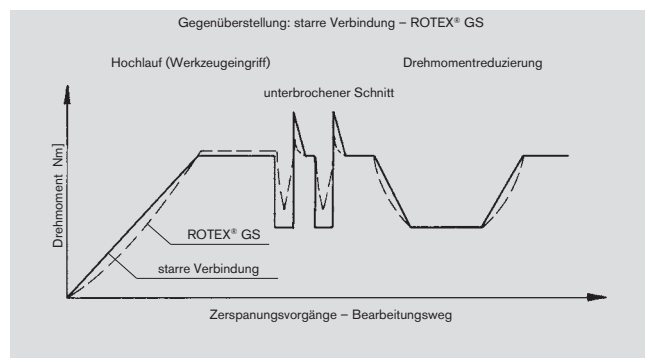 Gegenüberstellung: starre Verbindung – ROTEX® GS
Hochlauf (Werkzeugeingriff)
Drehmomentreduzierung
unterbrochener Schnitt
Drehmoment [Nm]
ROTEX® GS
starre Verbindung
Zerspanungsvorgänge – Bearbeitungsweg